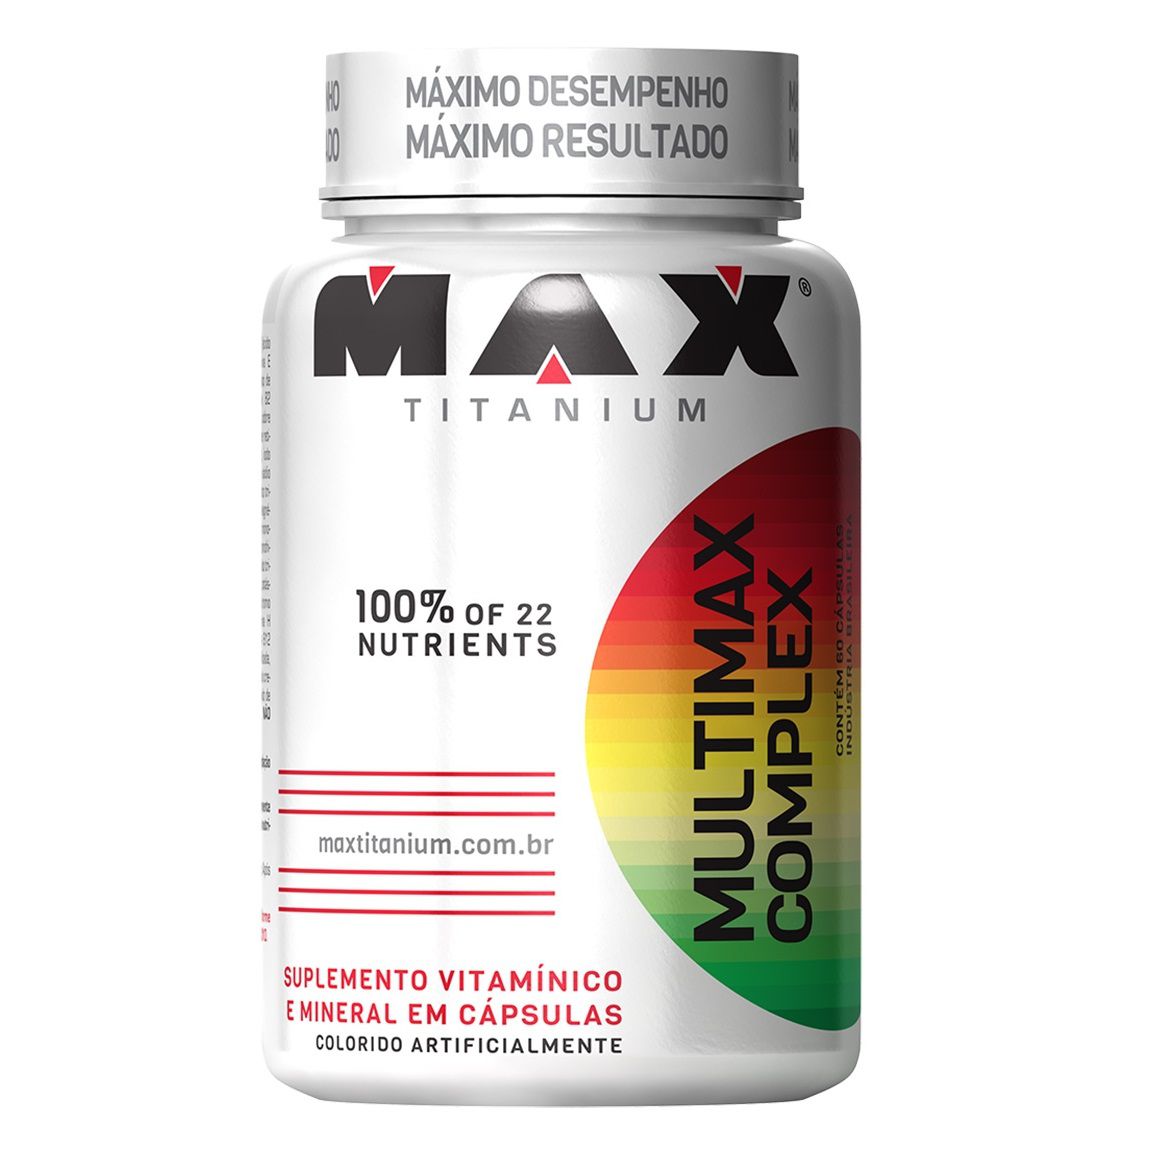 MÁXIMO DESEMPENHO
MÁXIMO RESULTADO
MAX®
TITANIUM
100% OF 22
NUTRIENTS
MULTIMAX
COMPLEX
CONTÉM 60 CÁPSULAS
INDÚSTRIA BRASILEIRA
maxtitanium.com.br
SUPLEMENTO VITAMÍNICO
E MINERAL EM CÁPSULAS
COLORIDO ARTIFICIALMENTE